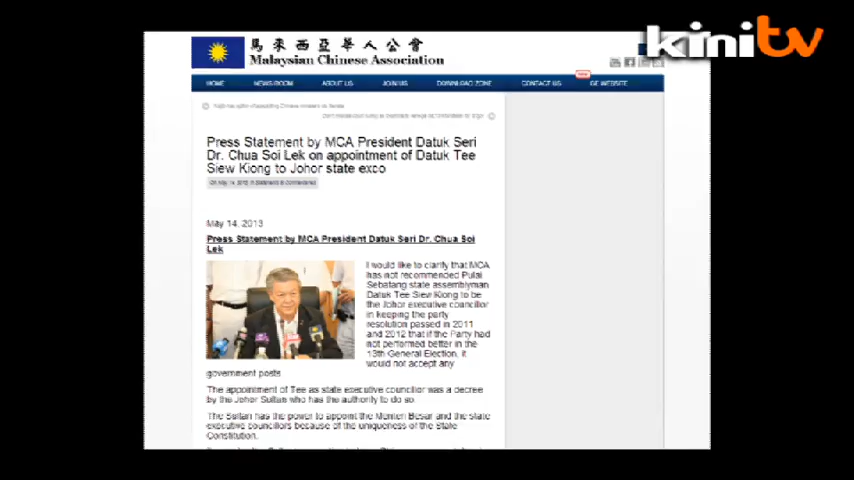 kinitv
馬來西亞華人公會
Malaysian Chinese Association
HOME NEWS ROOM ABOUT US JOIN US DOWNLOAD ZONE CONTACT US GE WEBSITE
Press Statement by MCA President Datuk Seri
Dr. Chua Soi Lek on appointment of Datuk Tee
Siew Kiong to Johor state exco
May 14, 2013
Press Statement by MCA President Datuk Seri Dr. Chua Soi
Lek
I would like to clarify that MCA
has not recommended Pulai
Sebatang state assemblyman
Datuk Tee Siew Kiong to be
the Johor executive councilor
in keeping the party
resolution passed in 2011
and 2012 that if the Party had
not performed better in the
13th General Election, it
would not accept any
government posts
The appointment of Tee as state executive councilor was a decree
by the Johor Sultan who has the authority to do so.
The Sultan has the power to appoint the Menteri Besar and the state
executive councilors because of the uniqueness of the State
Constitution.